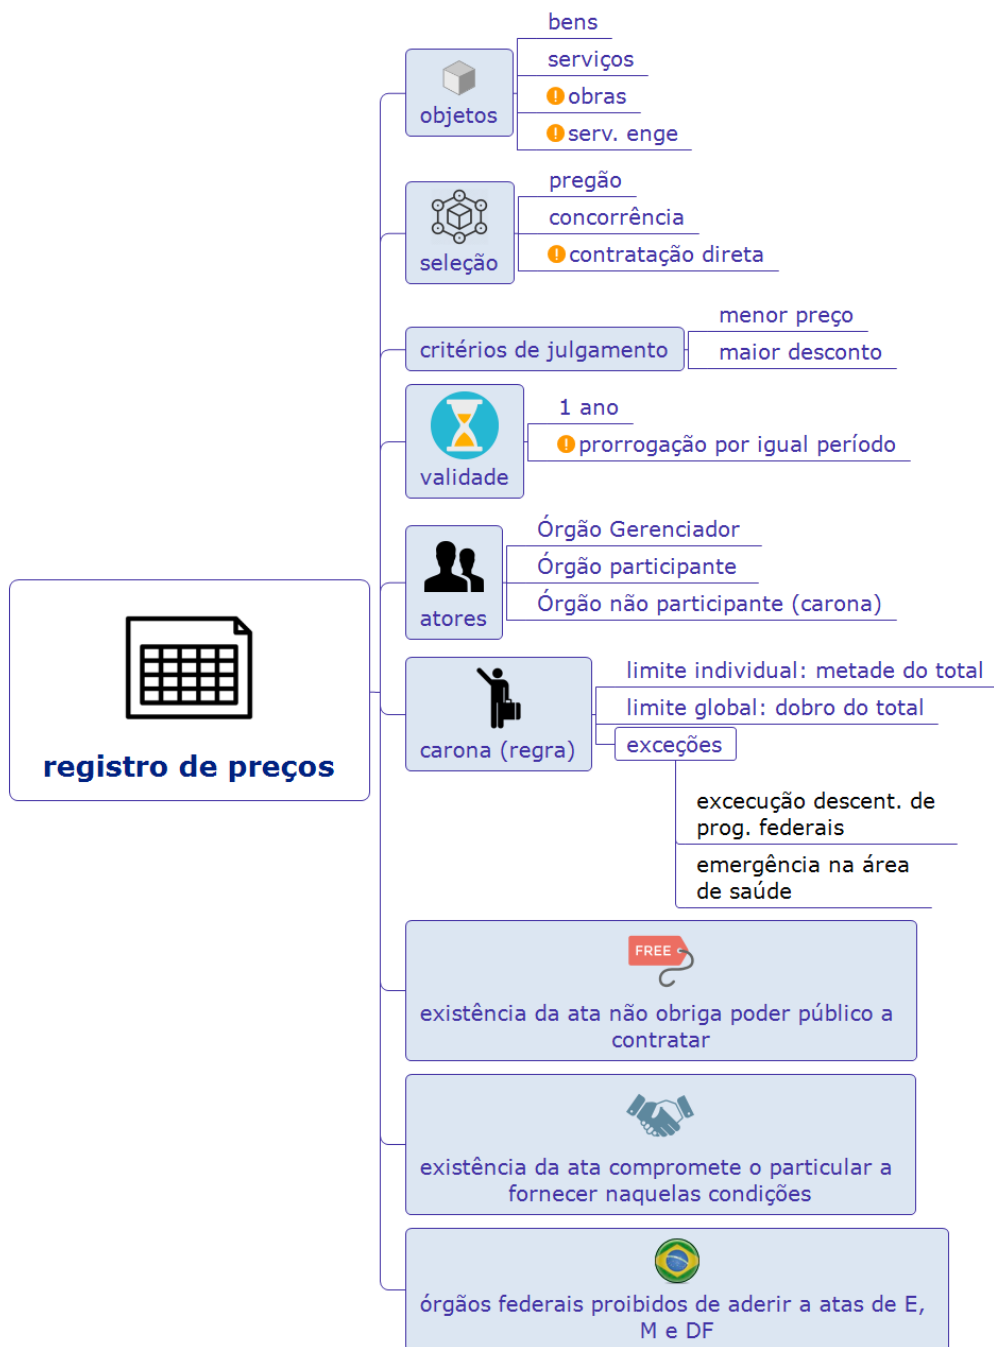 bens
serviços
obras
serv. enge
objetos
pregão
concorrência
contratação direta
seleção
menor preço
maior desconto
critérios de julgamento
1 ano
prorrogação por igual período
validade
Órgão Gerenciador
Órgão participante
Órgão não participante (carona)
atores
registro de preços
limite individual: metade do total
limite global: dobro do total
exceções
carona (regra)
excecução descent. de
prog. federais
emergência na área
de saúde
FREE
existência da ata não obriga poder público a
contratar
existência da ata compromete o particular a
fornecer naquelas condições
órgãos federais proibidos de aderir a atas de E,
M e DF